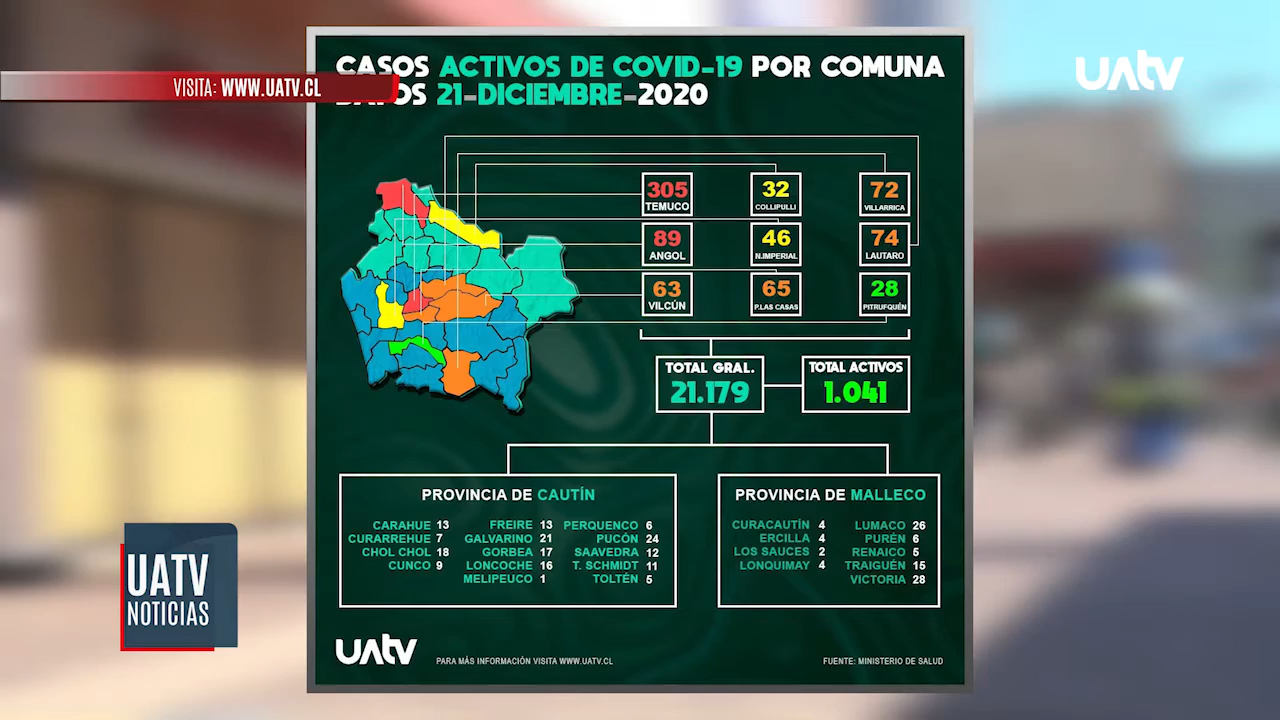 CASOS ACTIVOS DE COVID-19 POR COMUNA
21-DICIEMBRE-2020
VISITA: WWW.UATV.CL
UATV
305
TEMUCO
32
COLLIPULLI
72
VILLARRICA
89
ANGOL
46
N.IMPERIAL
74
LAUTARO
63
VILCÚN
65
P.LAS CASAS
28
PITRUFQUÉN
TOTAL GRAL.
21.179
TOTAL ACTIVOS
1.041
PROVINCIA DE CAUTÍN
CARAHUE 13
CURARREHUE 7
CHOL CHOL 18
CUNCO 9
FREIRE 13
GALVARINO 21
GORBEA 17
LONCOCHE 16
MELIPEUCO 1
PERQUENCO 6
PUCÓN 24
SAAVEDRA 12
T. SCHMIDT 11
TOLTÉN 5
PROVINCIA DE MALLECO
CURACAUTÍN 4
ERCILLA 4
LOS SAUCES 2
LONQUIMAY 4
LUMACO 26
PURÉN 6
RENAICO 5
TRAIGUÉN 15
VICTORIA 28
UATV
NOTICIAS
UATV
PARA MÁS INFORMACIÓN VISITA WWW.UATV.CL
FUENTE: MINISTERIO DE SALUD